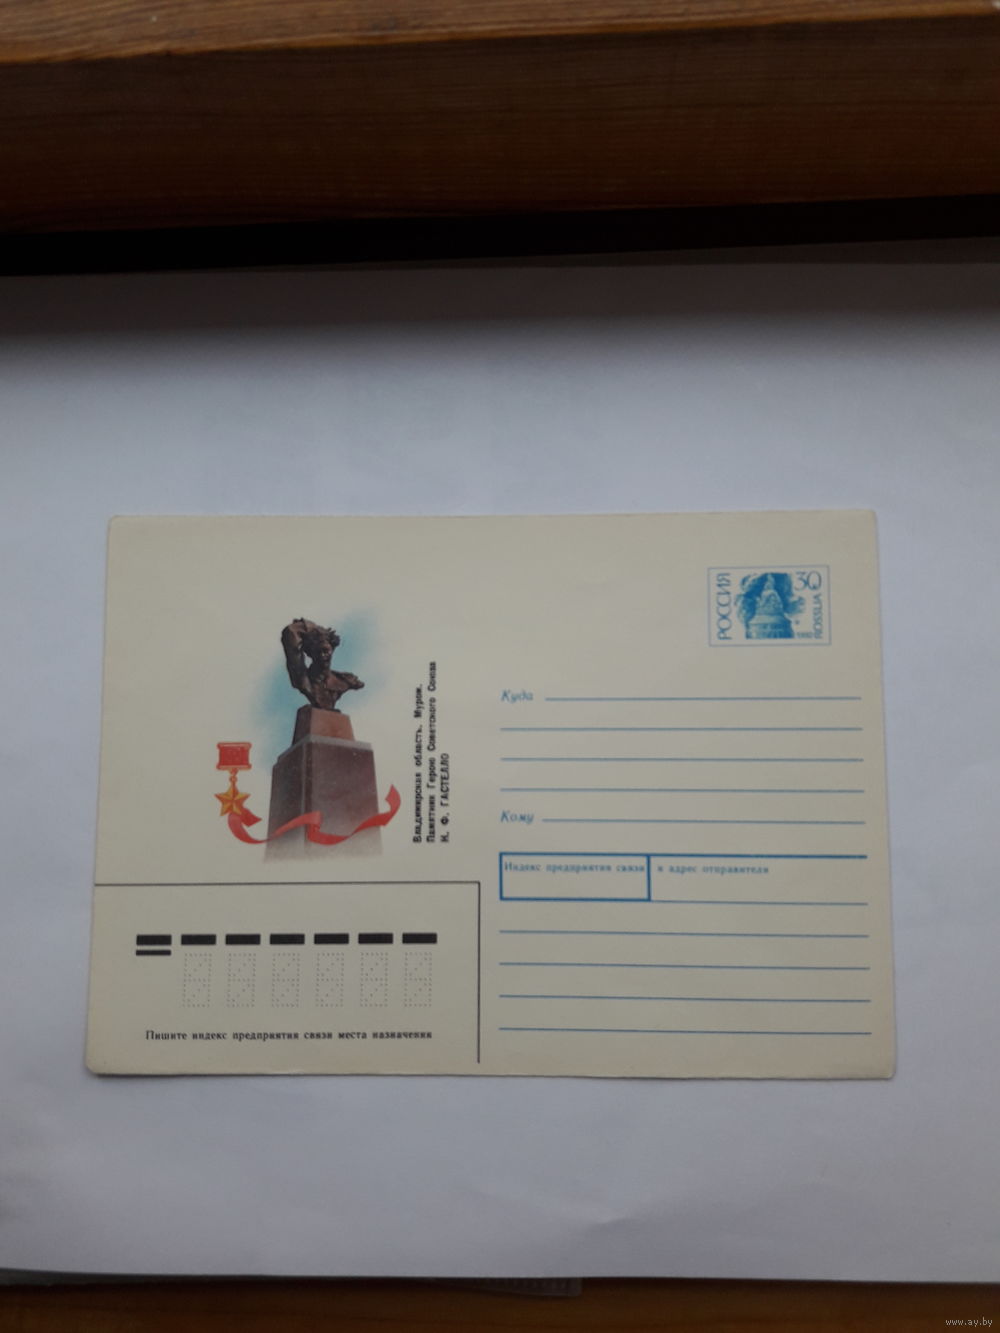 РОССИЯ
30
ROSSIJA
1992
Владимирская область. Муром.
Памятник Герою Советского Союза
Н. Ф. ГАСТЕЛЛО
Куда
Кому
Индекс предприятия связи и адрес отправителя
Пишите индекс предприятия связи места назначения
www.ay.by